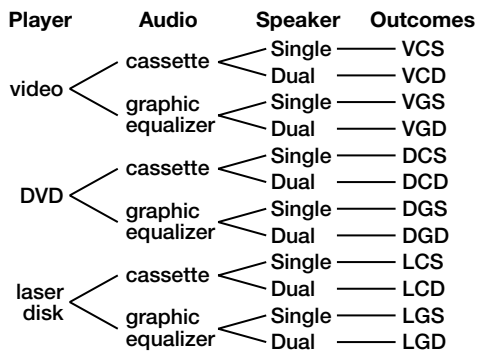 Player Audio Speaker Outcomes
Single VCS
cassette
Dual VCD
video
graphic equalizer
Single VGS
Dual VGD
Single DCS
cassette
Dual DCD
DVD
graphic equalizer
Single DGS
Dual DGD
Single LCS
cassette
Dual LCD
laser disk
graphic equalizer
Single LGS
Dual LGD